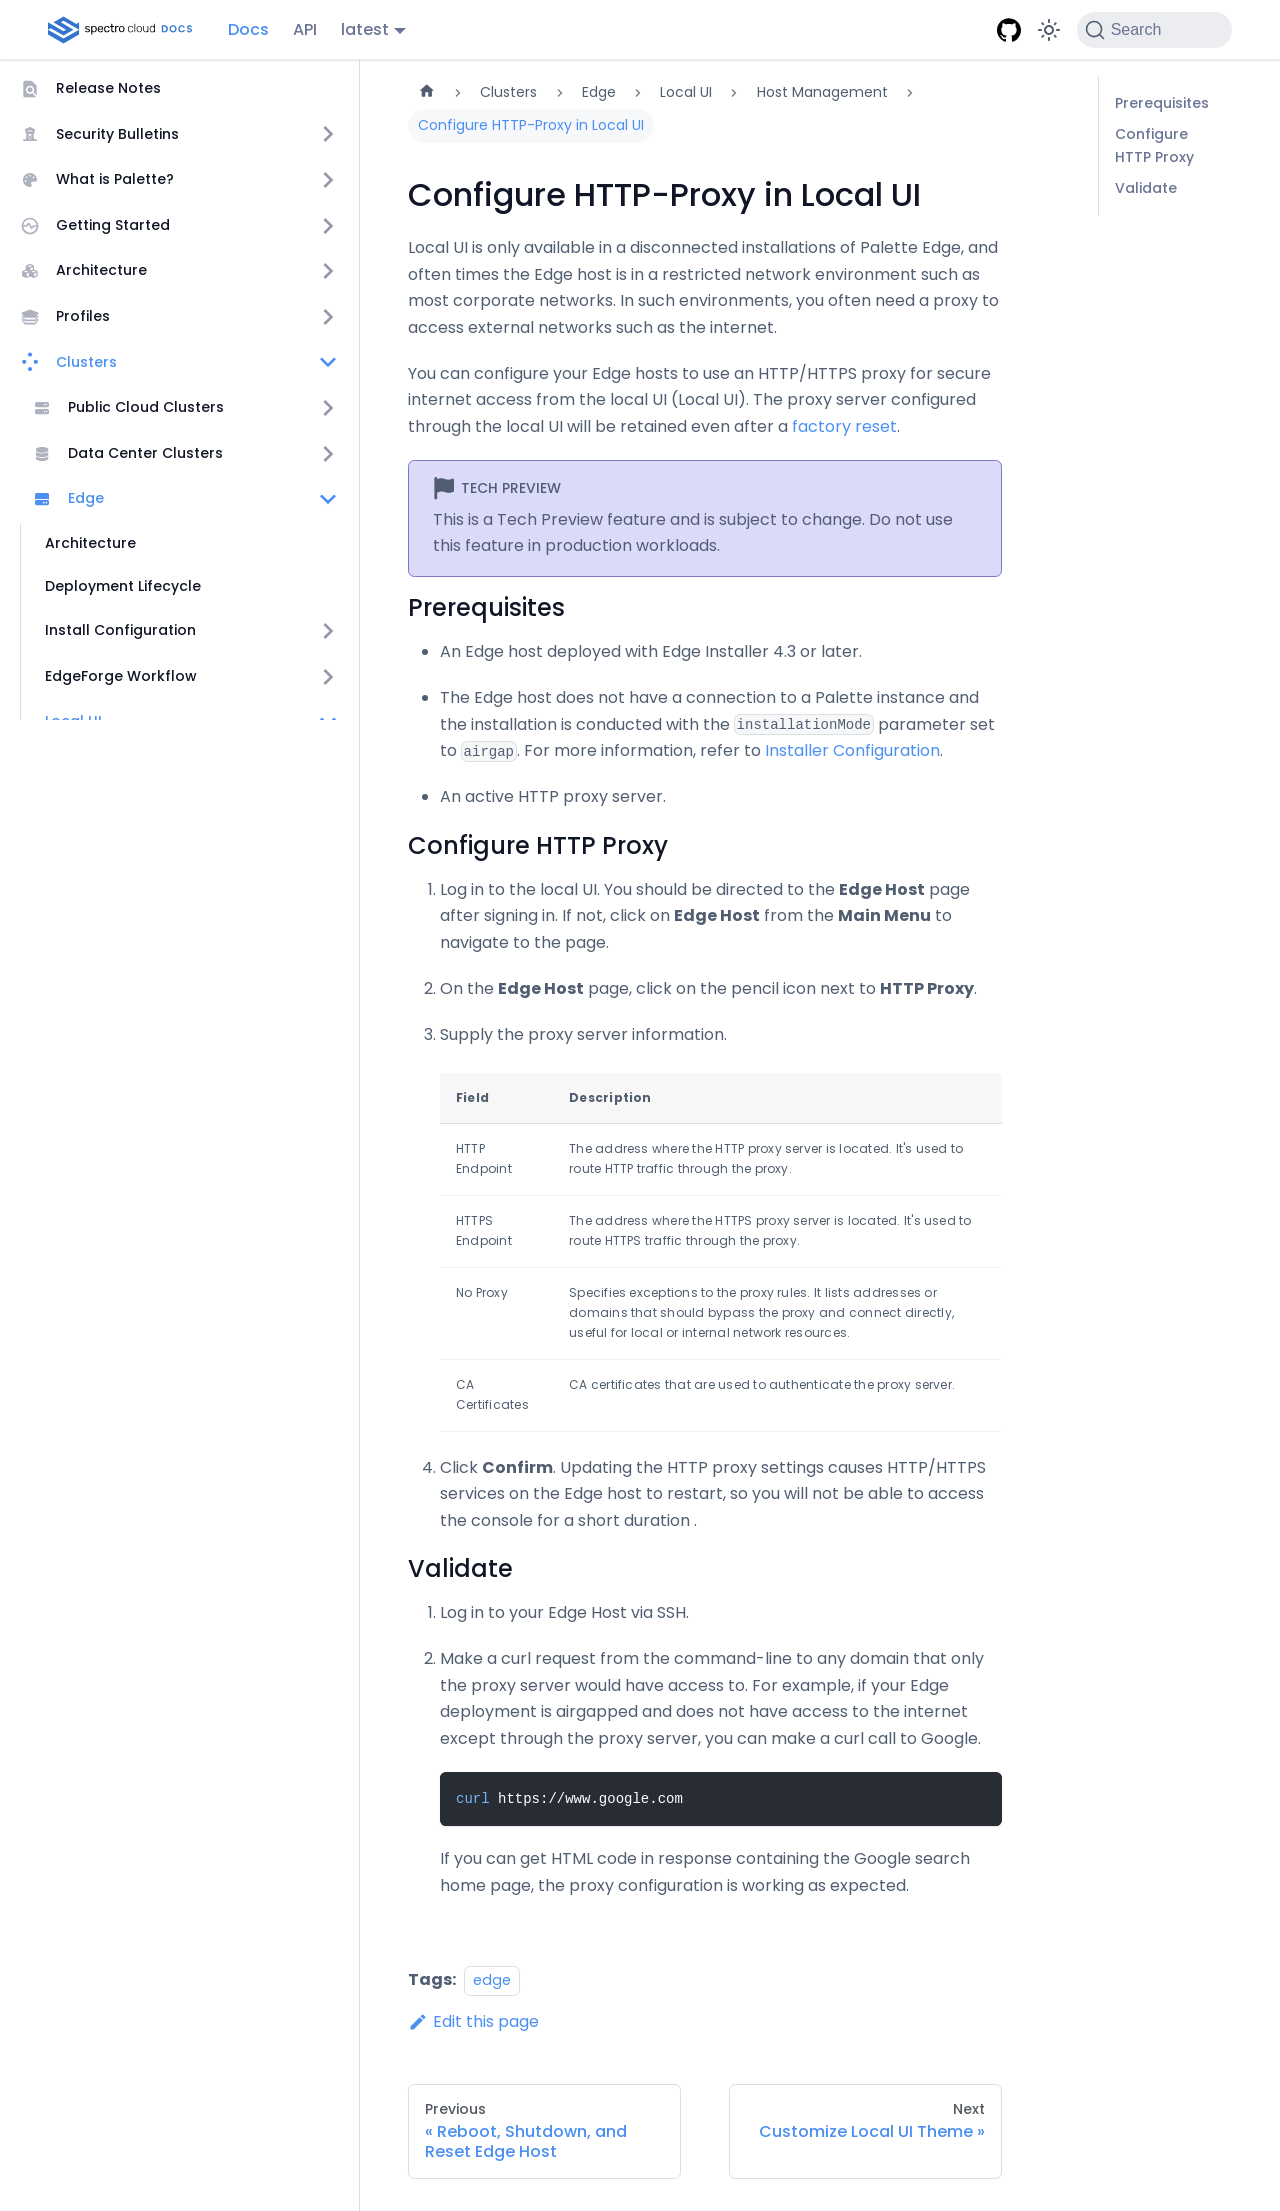 spectro cloud DOCS
Docs
API
latest
Search
Release Notes
Security Bulletins
What is Palette?
Getting Started
Architecture
Profiles
Clusters
Public Cloud Clusters
Data Center Clusters
Edge
Architecture
Deployment Lifecycle
Install Configuration
EdgeForge Workflow
Local UI
Clusters
Edge
Local UI
Host Management
Configure HTTP-Proxy in Local UI
Configure HTTP-Proxy in Local UI
Local UI is only available in a disconnected installations of Palette Edge, and
often times the Edge host is in a restricted network environment such as
most corporate networks. In such environments, you often need a proxy to
access external networks such as the internet.
You can configure your Edge hosts to use an HTTP/HTTPS proxy for secure
internet access from the local UI (Local UI). The proxy server configured
through the local UI will be retained even after a factory reset.
TECH PREVIEW
This is a Tech Preview feature and is subject to change. Do not use
this feature in production workloads.
Prerequisites
An Edge host deployed with Edge Installer 4.3 or later.
The Edge host does not have a connection to a Palette instance and
the installation is conducted with the installationMode parameter set
to airgap. For more information, refer to Installer Configuration.
An active HTTP proxy server.
Configure HTTP Proxy
1. Log in to the local UI. You should be directed to the Edge Host page
after signing in. If not, click on Edge Host from the Main Menu to
navigate to the page.
2. On the Edge Host page, click on the pencil icon next to HTTP Proxy.
3. Supply the proxy server information.
Field Description
HTTP Endpoint
The address where the HTTP proxy server is located. It's used to
route HTTP traffic through the proxy.
HTTPS Endpoint
The address where the HTTPS proxy server is located. It's used to
route HTTPS traffic through the proxy.
No Proxy
Specifies exceptions to the proxy rules. It lists addresses or
domains that should bypass the proxy and connect directly,
useful for local or internal network resources.
CA Certificates
CA certificates that are used to authenticate the proxy server.
4. Click Confirm. Updating the HTTP proxy settings causes HTTP/HTTPS
services on the Edge host to restart, so you will not be able to access
the console for a short duration .
Validate
1. Log in to your Edge Host via SSH.
2. Make a curl request from the command-line to any domain that only
the proxy server would have access to. For example, if your Edge
deployment is airgapped and does not have access to the internet
except through the proxy server, you can make a curl call to Google.
curl https://www.google.com
If you can get HTML code in response containing the Google search
home page, the proxy configuration is working as expected.
Tags: edge
Edit this page
Previous
« Reboot, Shutdown, and
Reset Edge Host
Next
Customize Local UI Theme »
Prerequisites
Configure
HTTP Proxy
Validate